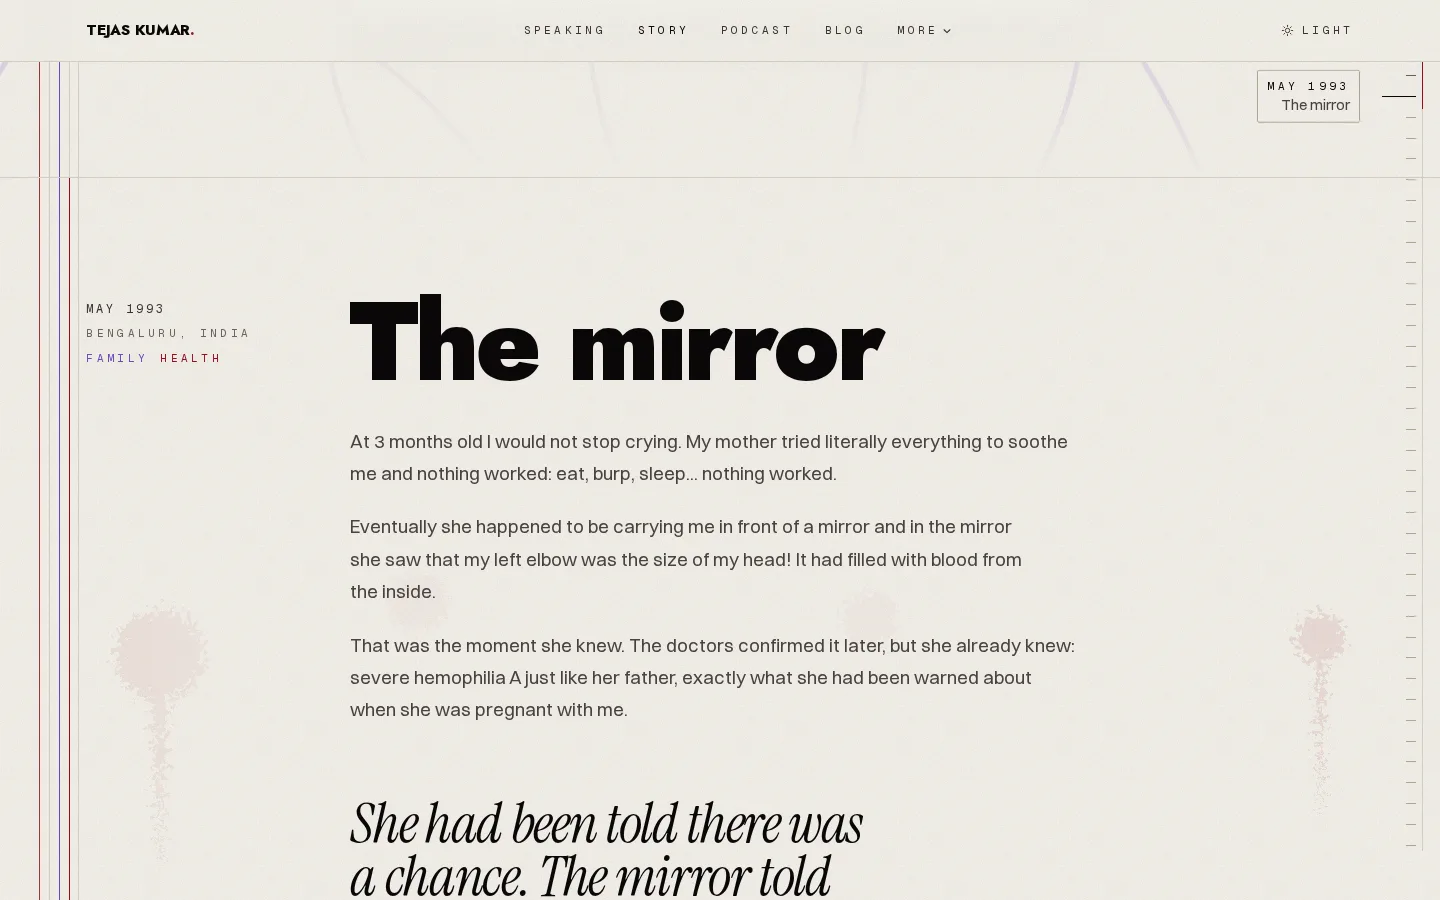 TEJAS KUMAR.
SPEAKING STORY PODCAST BLOG MORE
LIGHT
MAY 1993
The mirror
MAY 1993
BENGALURU, INDIA
FAMILY HEALTH
The mirror
At 3 months old I would not stop crying. My mother tried literally everything to soothe
me and nothing worked: eat, burp, sleep... nothing worked.
Eventually she happened to be carrying me in front of a mirror and in the mirror
she saw that my left elbow was the size of my head! It had filled with blood from
the inside.
That was the moment she knew. The doctors confirmed it later, but she already knew:
severe hemophilia A just like her father, exactly what she had been warned about
when she was pregnant with me.
She had been told there was
a chance. The mirror told